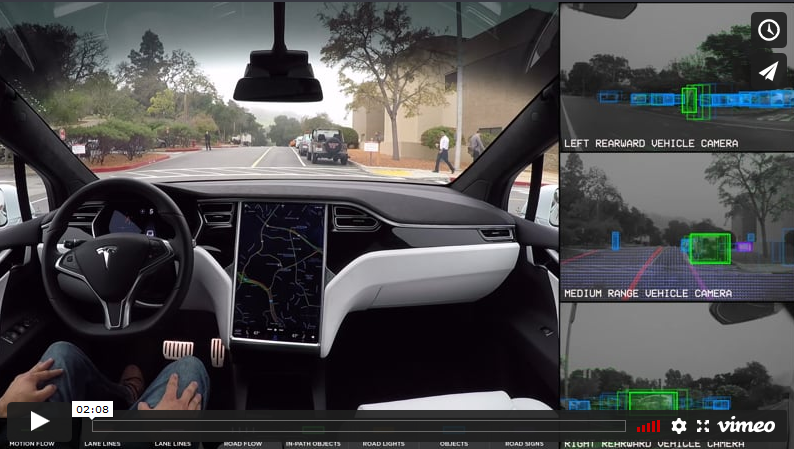 LEFT REARWARD VEHICLE CAMERA
MEDIUM RANGE VEHICLE CAMERA
02:08
vimeo
MOTION FLOW LANE LINES LANE LINES ROAD FLOW IN-PATH OBJECTS ROAD LIGHTS OBJECTS ROAD SIGNS
RIGHT REARWARD VEHICLE CAMERA